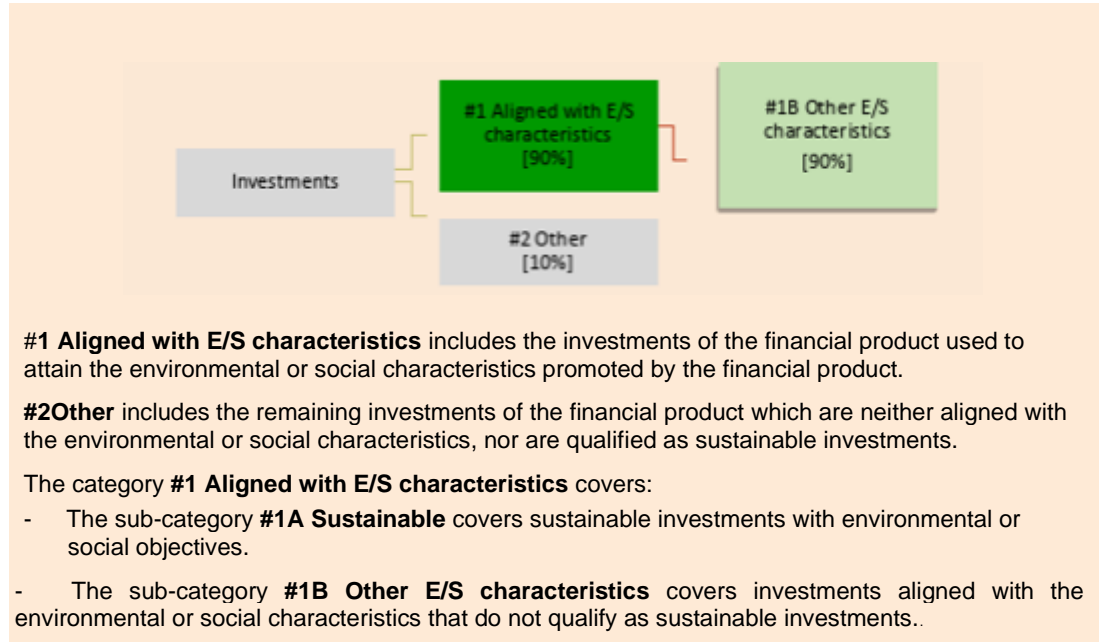 #1 Aligned with E/S
characteristics
[90%]
#1B Other E/S
characteristics
[90%]
Investments
#2 Other
[10%]
#1 Aligned with E/S characteristics includes the investments of the financial product used to
attain the environmental or social characteristics promoted by the financial product.
#2Other includes the remaining investments of the financial product which are neither aligned with
the environmental or social characteristics, nor are qualified as sustainable investments.
The category #1 Aligned with E/S characteristics covers:
- The sub-category #1A Sustainable covers sustainable investments with environmental or
social objectives.
- The sub-category #1B Other E/S characteristics covers investments aligned with the
environmental or social characteristics that do not qualify as sustainable investments..